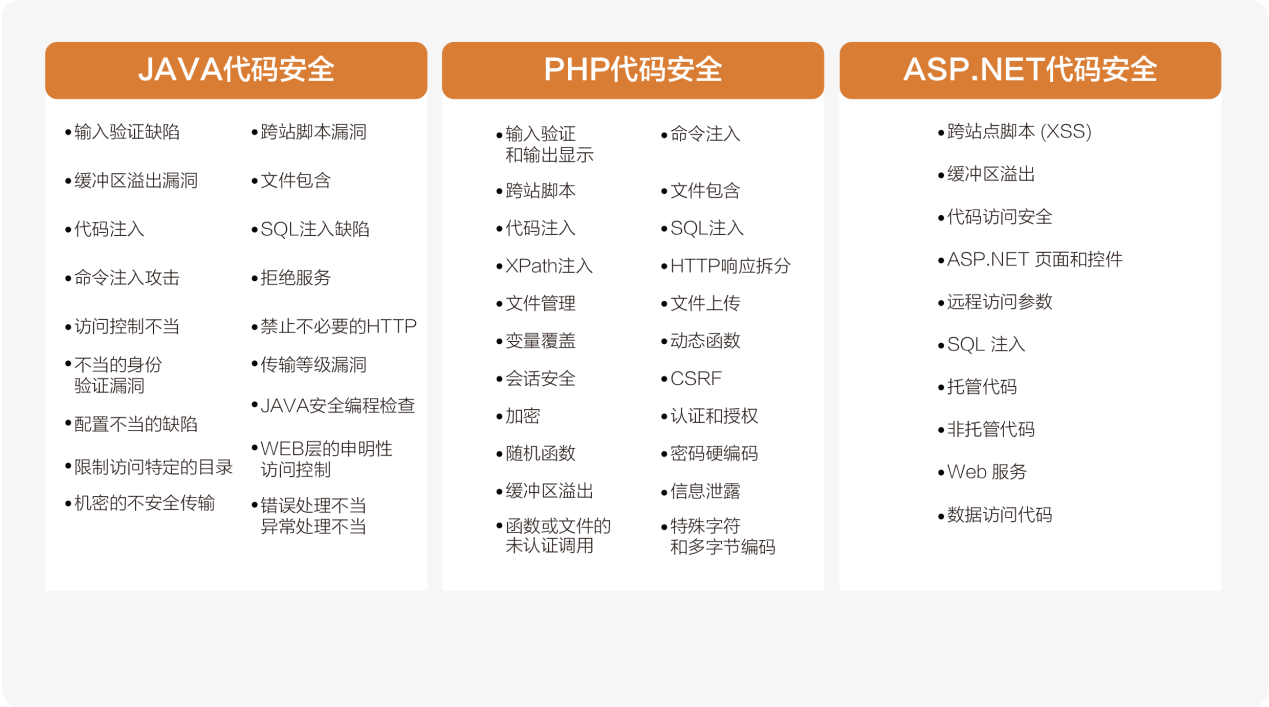 JAVA代码安全
•输入验证缺陷
•缓冲区溢出漏洞
•代码注入
•命令注入攻击
•访问控制不当
•不当的身份
验证漏洞
•配置不当的缺陷
•限制访问特定的目录
•机密的不安全传输
•跨站脚本漏洞
•文件包含
•SQL注入缺陷
•拒绝服务
•禁止不必要的HTTP
•传输等级漏洞
•JAVA安全编程检查
•WEB层的申明性
访问控制
•错误处理不当
异常处理不当
PHP代码安全
•输入验证
和输出显示
•跨站脚本
•代码注入
•XPath注入
•文件管理
•变量覆盖
•会话安全
•加密
•随机函数
•缓冲区溢出
•函数或文件的
未认证调用
•命令注入
•文件包含
•SQL注入
•HTTP响应拆分
•文件上传
•动态函数
•CSRF
•认证和授权
•密码硬编码
•信息泄露
•特殊字符
和多字节编码
ASP.NET代码安全
•跨站点脚本 (XSS)
•缓冲区溢出
•代码访问安全
•ASP.NET 页面和控件
•远程访问参数
•SQL 注入
•托管代码
•非托管代码
•Web 服务
•数据访问代码